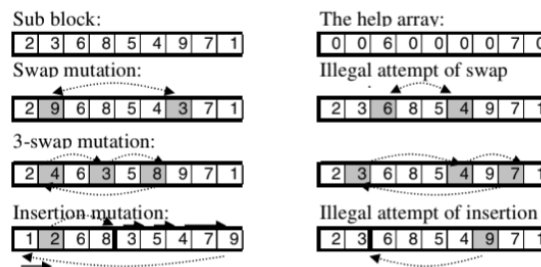 Sub block:
2 3 6 8 5 4 9 7 1
Swap mutation:
2 9 6 8 5 4 3 7 1
3-swap mutation:
2 4 6 3 5 8 9 7 1
Insertion mutation:
1 2 6 8 3 5 4 7 9
The help array:
0 0 6 0 0 0 0 7 0
Illegal attempt of swap
2 3 6 8 5 4 9 7 1
2 3 6 8 5 4 9 7 1
Illegal attempt of insertion
2 3 6 8 5 4 9 7 1